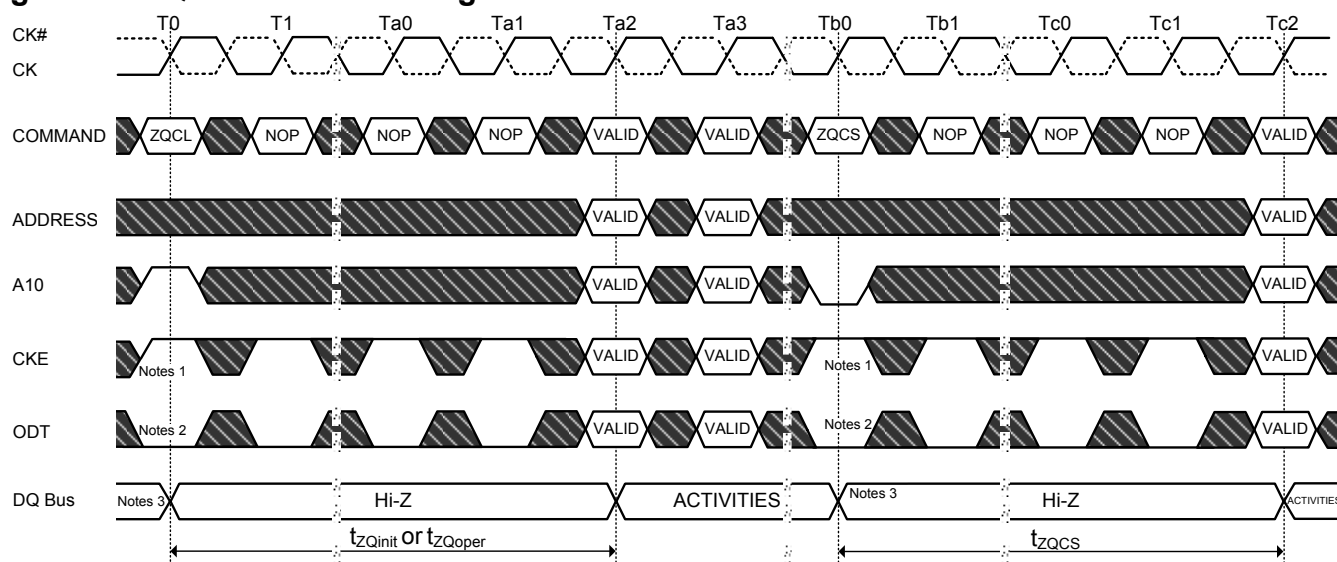 T0 T1 Ta0 Ta1 Ta2 Ta3 Tb0 Tb1 Tc0 Tc1 Tc2
CK#
CK
COMMAND ZQCL NOP NOP NOP VALID VALID ZQCS NOP NOP NOP VALID
ADDRESS VALID VALID VALID
A10 VALID VALID VALID
CKE Notes 1 VALID VALID Notes 1 VALID
ODT Notes 2 VALID VALID Notes 2 VALID
DQ Bus Notes 3 Hi-Z ACTIVITIES Notes 3 Hi-Z ACTIVITIES
tZQinit or tZQoper tZQCS